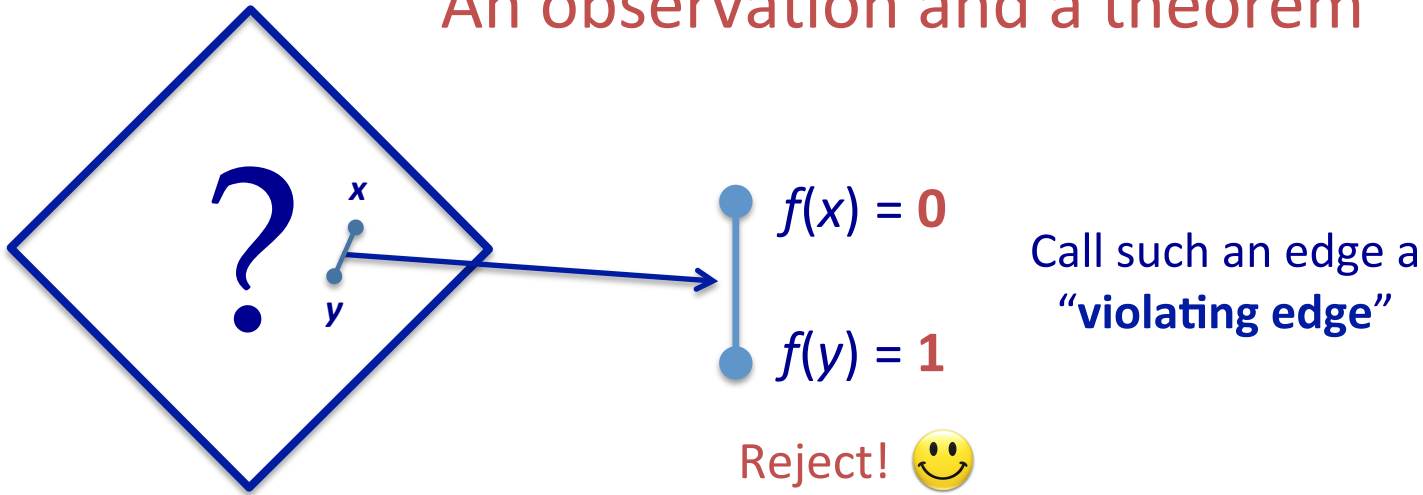 An observation and a theorem
?
x
y
f(x) = 0
f(y) = 1
Call such an edge a
“violating edge”
Reject!